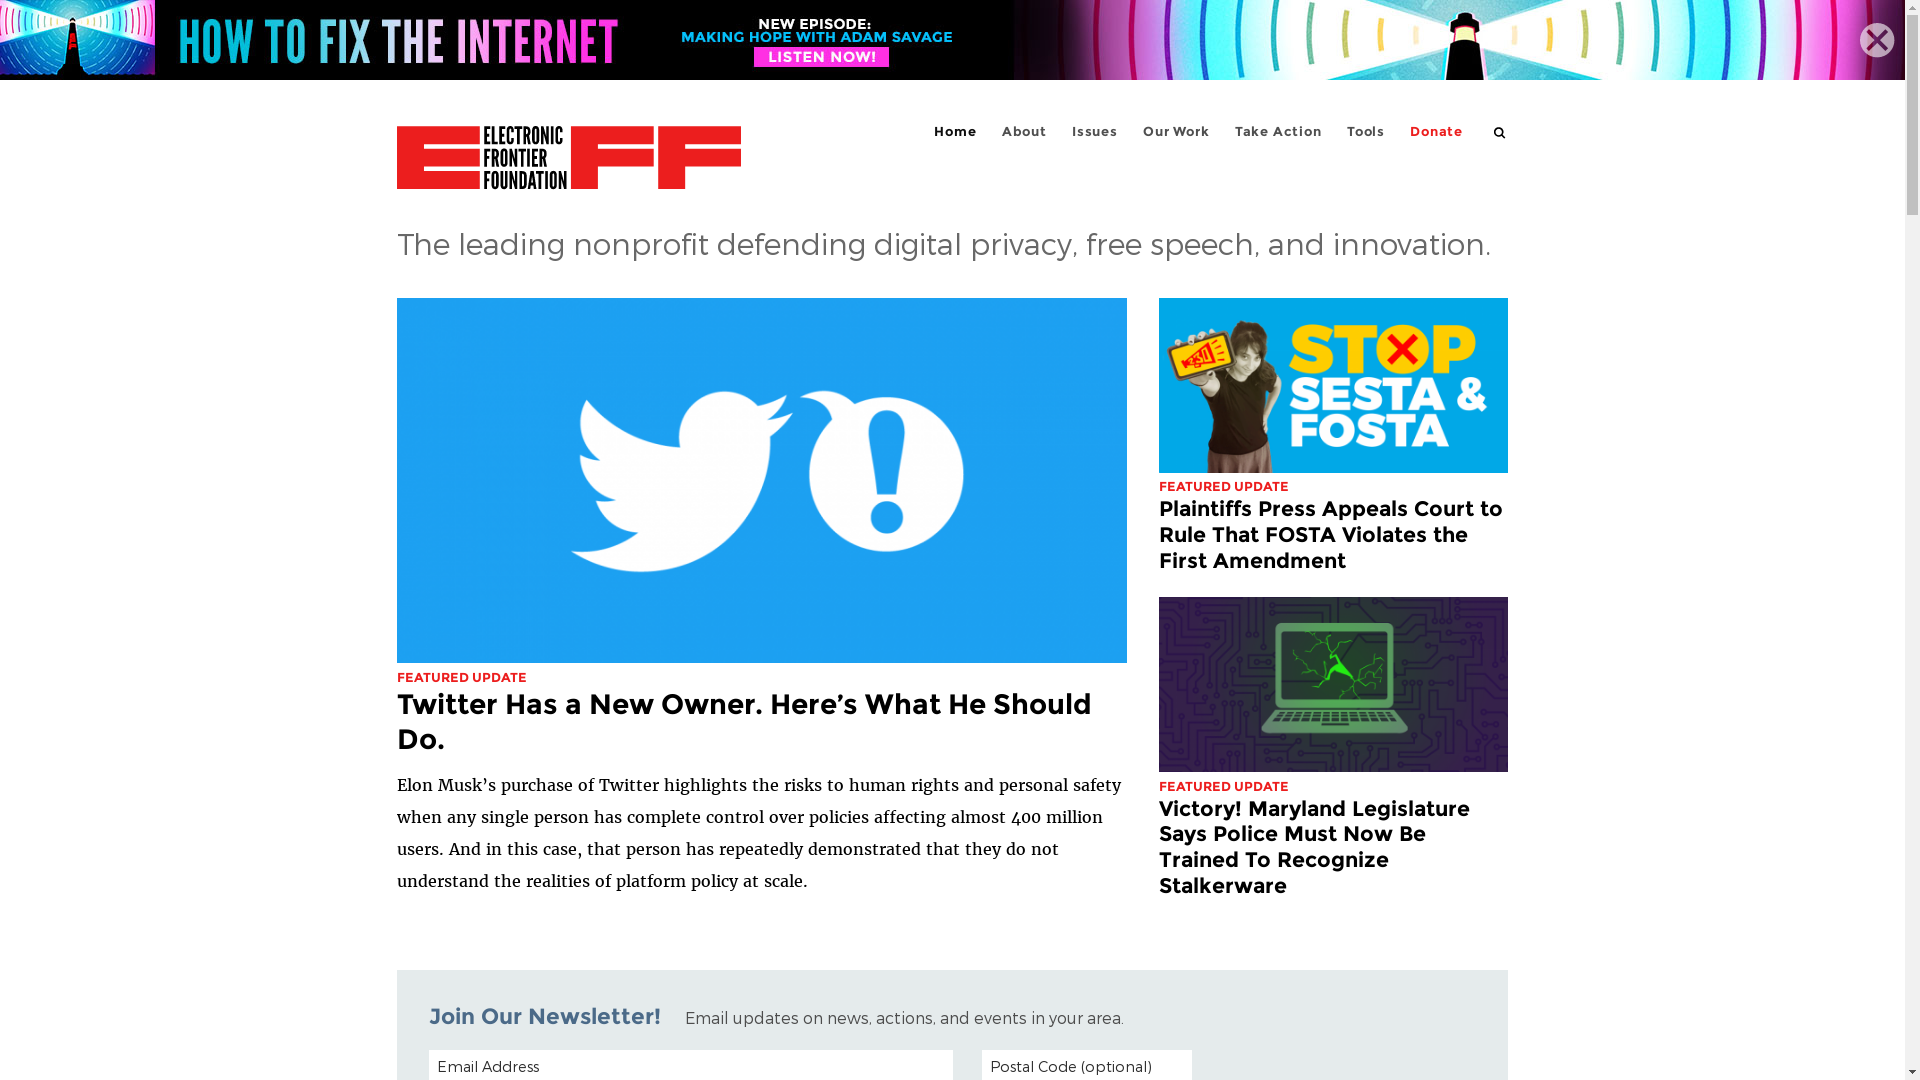 HOW TO FIX THE INTERNET
NEW EPISODE:
MAKING HOPE WITH ADAM SAVAGE
LISTEN NOW!
EFF
ELECTRONIC
FRONTIER
FOUNDATION
Home About Issues Our Work Take Action Tools Donate
The leading nonprofit defending digital privacy, free speech, and innovation.
FEATURED UPDATE
Twitter Has a New Owner. Here’s What He Should
Do.
Elon Musk’s purchase of Twitter highlights the risks to human rights and personal safety
when any single person has complete control over policies affecting almost 400 million
users. And in this case, that person has repeatedly demonstrated that they do not
understand the realities of platform policy at scale.
230
STOP
SESTA &
FOSTA
FEATURED UPDATE
Plaintiffs Press Appeals Court to
Rule That FOSTA Violates the
First Amendment
FEATURED UPDATE
Victory! Maryland Legislature
Says Police Must Now Be
Trained To Recognize
Stalkerware
Join Our Newsletter! Email updates on news, actions, and events in your area.
Email Address Postal Code (optional)